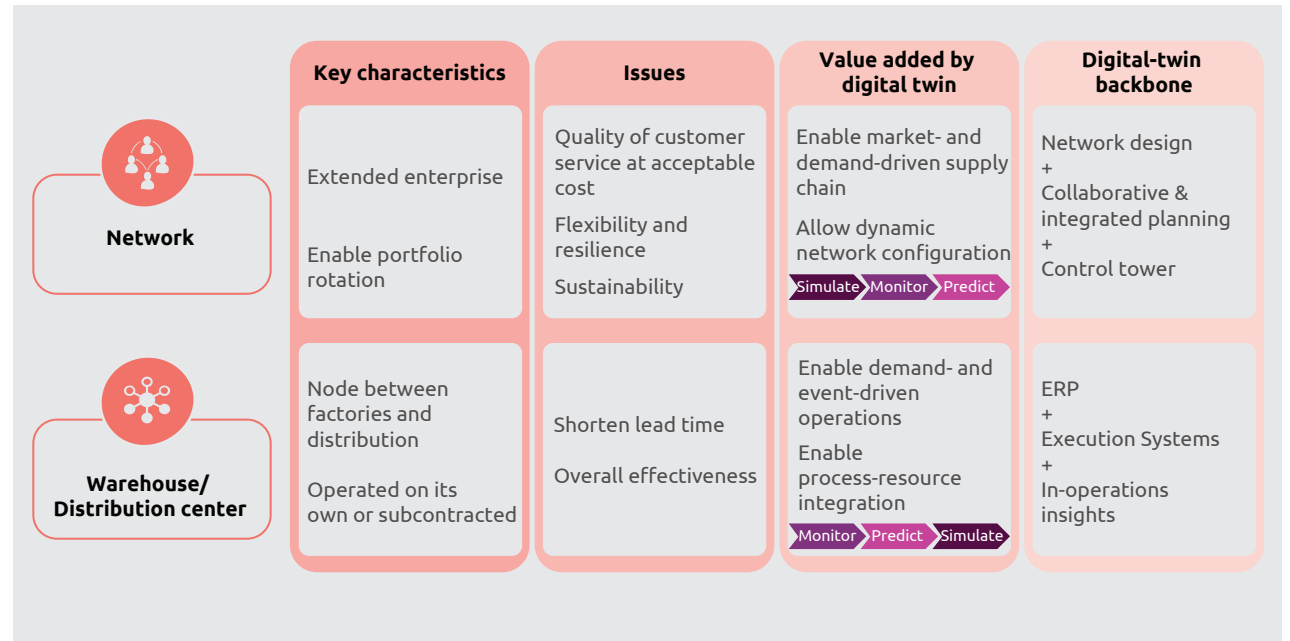 Key characteristics
Issues
Value added by
digital twin
Digital-twin
backbone
Network
Extended enterprise
Enable portfolio
rotation
Quality of customer
service at acceptable
cost
Flexibility and
resilience
Sustainability
Enable market- and
demand-driven supply
chain
Allow dynamic
network configuration
Simulate
Monitor
Predict
Network design
+
Collaborative &
integrated planning
+
Control tower
Warehouse/
Distribution center
Node between
factories and
distribution
Operated on its
own or subcontracted
Shorten lead time
Overall effectiveness
Enable demand- and
event-driven
operations
Enable
process-resource
integration
Monitor
Predict
Simulate
ERP
+
Execution Systems
+
In-operations
insights